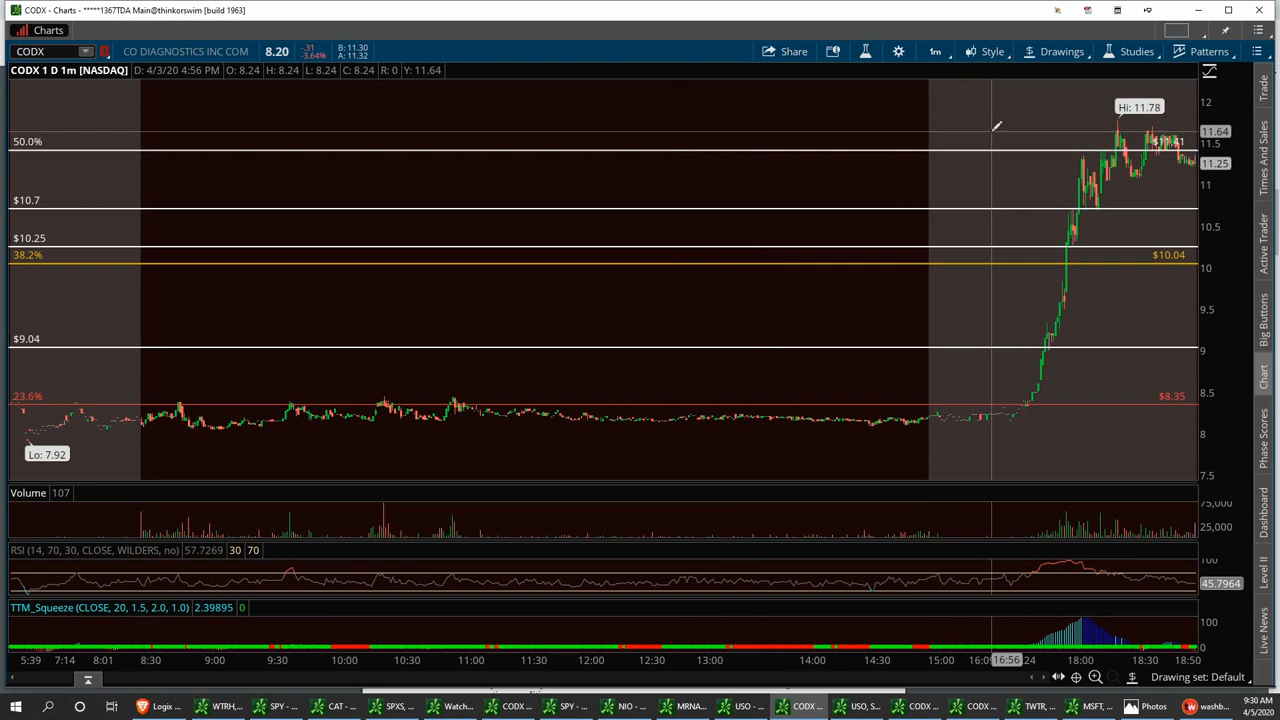 CODX - Charts - *****1367TDA Main@thinkorswim [build 1963]
Charts
CODX
CO DIAGNOSTICS INC COM
8.20
-.31
-3.64%
B: 11.30
A: 11.32
Share
1m
Style
Drawings
Studies
Patterns
CODX 1 D 1m [NASDAQ]
D: 4/3/20 4:56 PM
O: 8.24
H: 8.24
L: 8.24
C: 8.24
R: 0
Y: 11.64
Hi: 11.78
12
11.64
11.5
11.25
11
10.5
10
9.5
9
8.5
8
7.5
50.0%
$10.7
$10.25
38.2%
$10.04
$9.04
23.6%
$8.35
Lo: 7.92
Volume 107
75,000
25,000
RSI (14, 70, 30, CLOSE, WILDERS, no) 57.7269 30 70
100
45.7964
TTM_Squeeze (CLOSE, 20, 1.5, 2.0, 1.0) 2.39895 0
100
0
5:39 7:14 8:01 8:30 9:00 9:30 10:00 10:30 11:00 11:30 12:00 12:30 13:00 14:00 14:30 15:00 16:56 18:00 18:30 18:50
Drawing set: Default
Trade
Times And Sales
Active Trader
Big Buttons
Chart
Phase Scores
Dashboard
Level II
Live News
Logix ...
WTRH,...
SPY - ...
CAT - ...
SPXS, ...
Watch...
CODX...
SPY - ...
NIO - ...
MRNA...
USO - ...
CODX ...
USO, S...
CODX ...
CODX ...
TWTR, ...
MSFT, ...
Photos
washb...
9:30 AM
4/5/2020